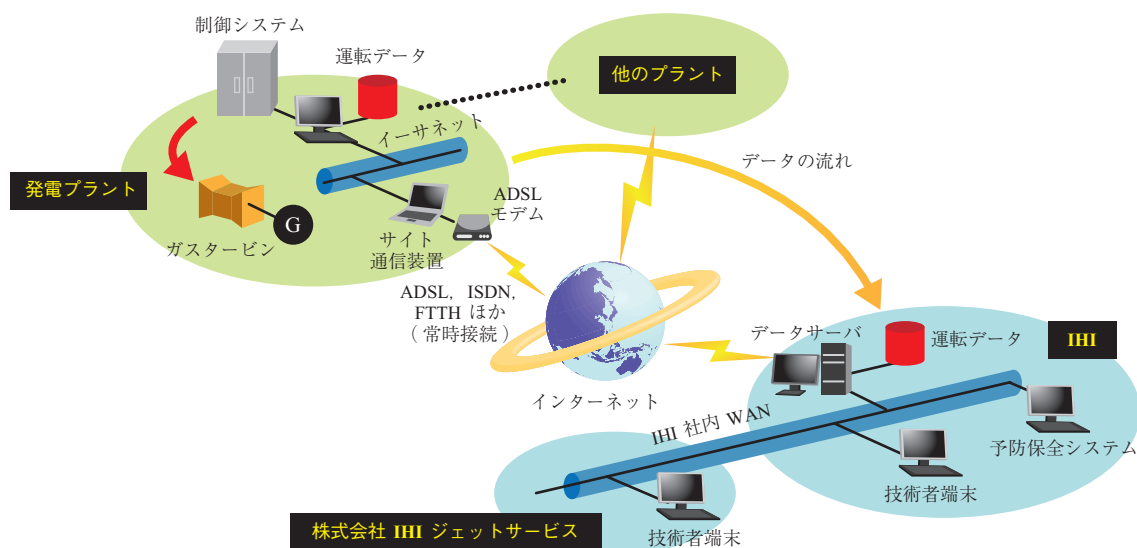 制御システム
運転データ
他のプラント
イーサネット
データの流れ
発電プラント
ADSL
モデム
G
ガスタービン
サイト
通信装置
ADSL，ISDN，
FTTH ほか
( 常時接続 )
データサーバ
運転データ
IHI
インターネット
IHI 社内 WAN
予防保全システム
技術者端末
株式会社 IHI ジェットサービス
技術者端末